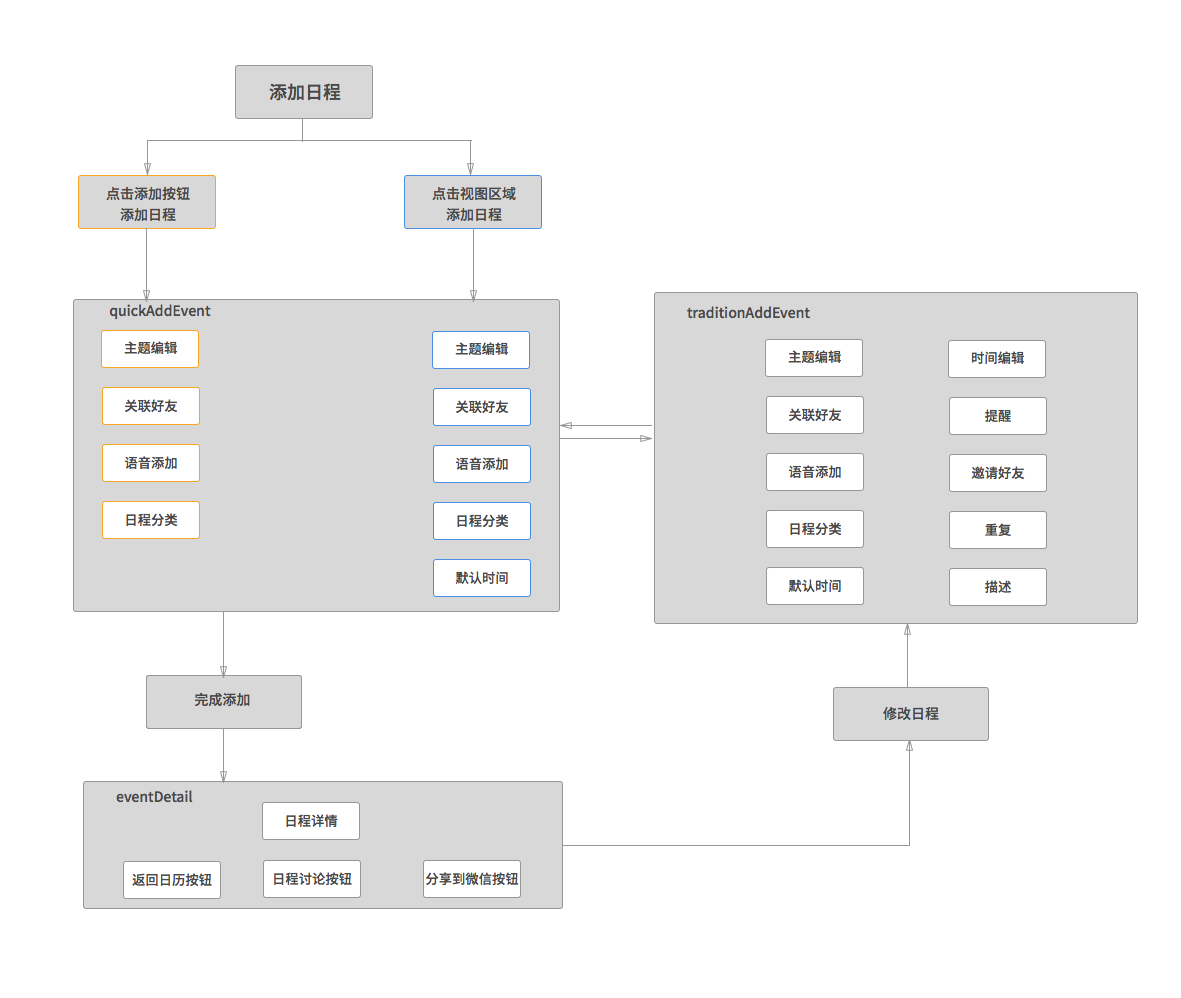 添加日程
点击添加按钮
添加日程
点击视图区域
添加日程
quickAddEvent
主题编辑
关联好友
语音添加
日程分类
主题编辑
关联好友
语音添加
日程分类
默认时间
traditionAddEvent
主题编辑
关联好友
语音添加
日程分类
默认时间
时间编辑
提醒
邀请好友
重复
描述
完成添加
修改日程
eventDetail
日程详情
返回日历按钮
日程讨论按钮
分享到微信按钮